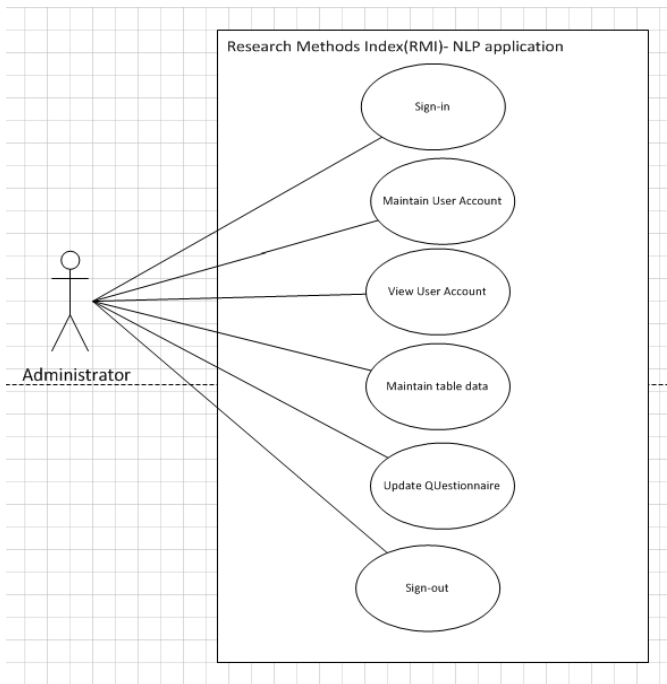 Research Methods Index(RMI)- NLP application
Sign-in
Maintain User Account
View User Account
Administrator
Maintain table data
Update QUestionnaire
Sign-out